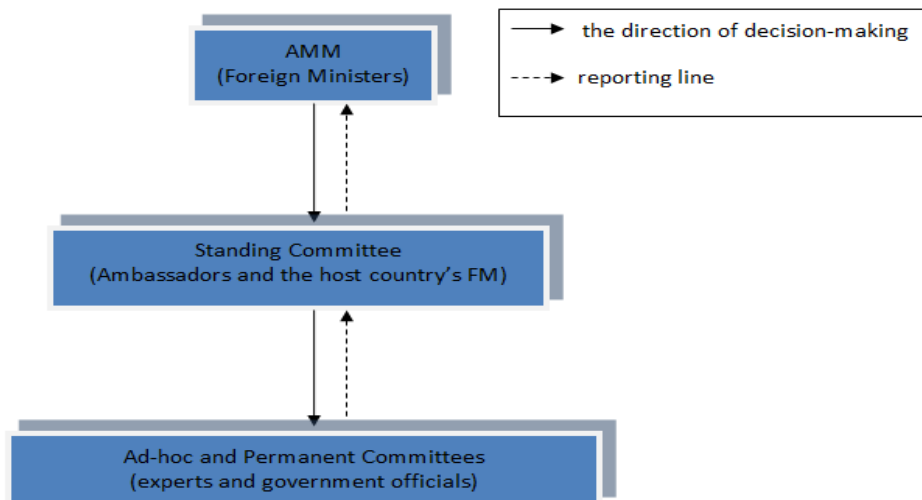 AMM
(Foreign Ministers)
the direction of decision-making
reporting line
Standing Committee
(Ambassadors and the host country’s FM)
Ad-hoc and Permanent Committees
(experts and government officials)